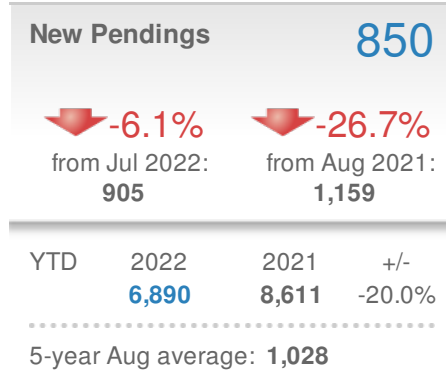 New Pendings 850
-6.1% -26.7%
from Jul 2022: from Aug 2021:
905 1,159
YTD 2022 2021 +/-
6,890 8,611 -20.0%
5-year Aug average: 1,028